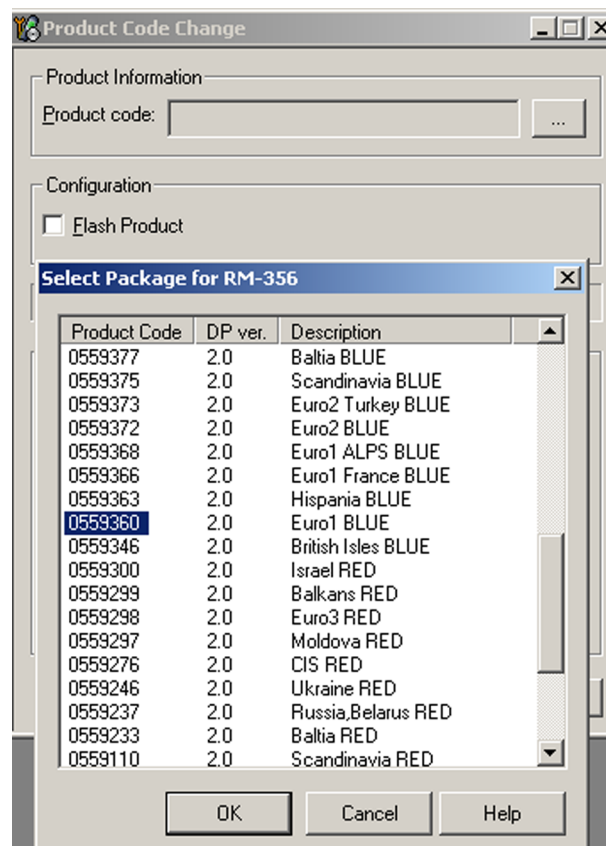 Product Code Change
Product Information
Product code:
...
Configuration
Flash Product
Select Package for RM-356
Product Code DP ver. Description
0559377 2.0 Baltia BLUE
0559375 2.0 Scandinavia BLUE
0559373 2.0 Euro2 Turkey BLUE
0559372 2.0 Euro2 BLUE
0559368 2.0 Euro1 ALPS BLUE
0559366 2.0 Euro1 France BLUE
0559363 2.0 Hispania BLUE
0559360 2.0 Euro1 BLUE
0559346 2.0 British Isles BLUE
0559300 2.0 Israel RED
0559299 2.0 Balkans RED
0559298 2.0 Euro3 RED
0559297 2.0 Moldova RED
0559276 2.0 CIS RED
0559246 2.0 Ukraine RED
0559237 2.0 Russia,Belarus RED
0559233 2.0 Baltia RED
0559110 2.0 Scandinavia RED
OK Cancel Help